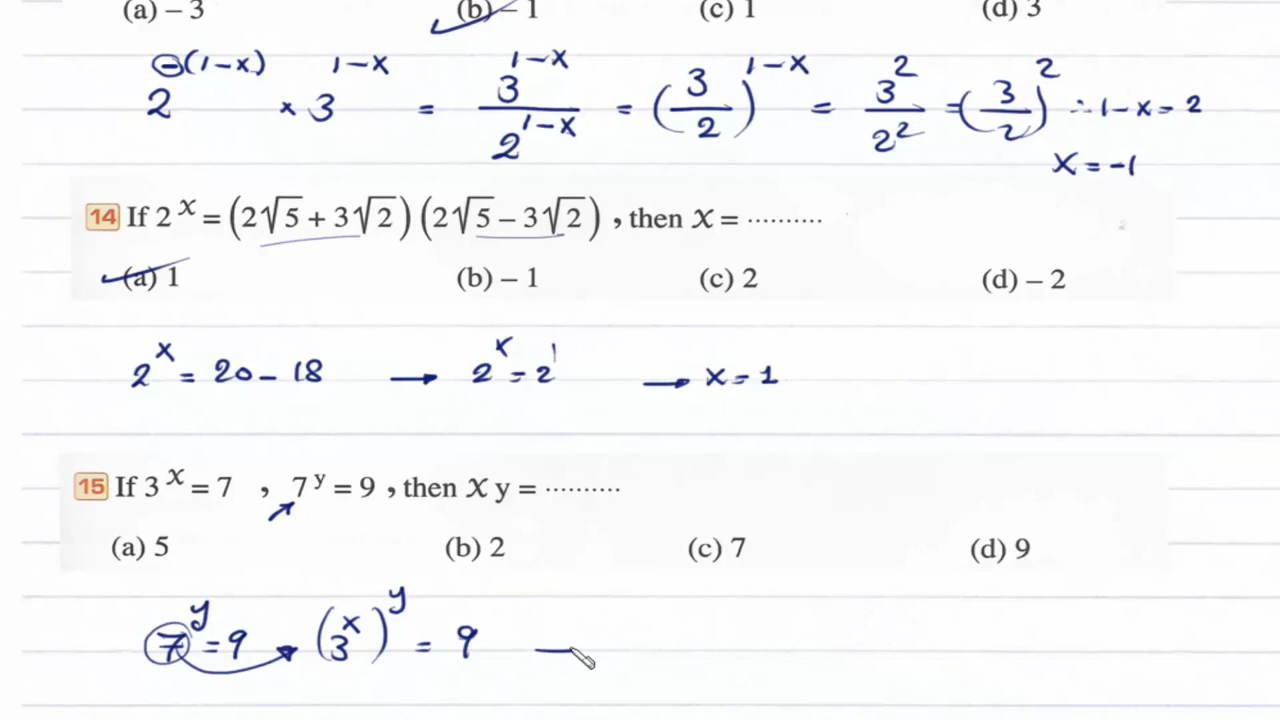 (a) – 3 (b) – 1 (c) 1 (d) 3
2^{-(1-x)} × 3^{1-x} = 3^{1-x}/2^{1-x} = (3/2)^{1-x} = 3^2/2^2 = (3/2)^2 ∴ 1-x = 2
x = -1
14 If 2^x = (2√5 + 3√2) (2√5 – 3√2) , then x = ..........
(a) 1 (b) – 1 (c) 2 (d) – 2
2^x = 20 - 18 → 2^x = 2^1 → x = 1
15 If 3^x = 7 , 7^y = 9 , then x y = ..........
(a) 5 (b) 2 (c) 7 (d) 9
7^y = 9 → (3^x)^y = 9